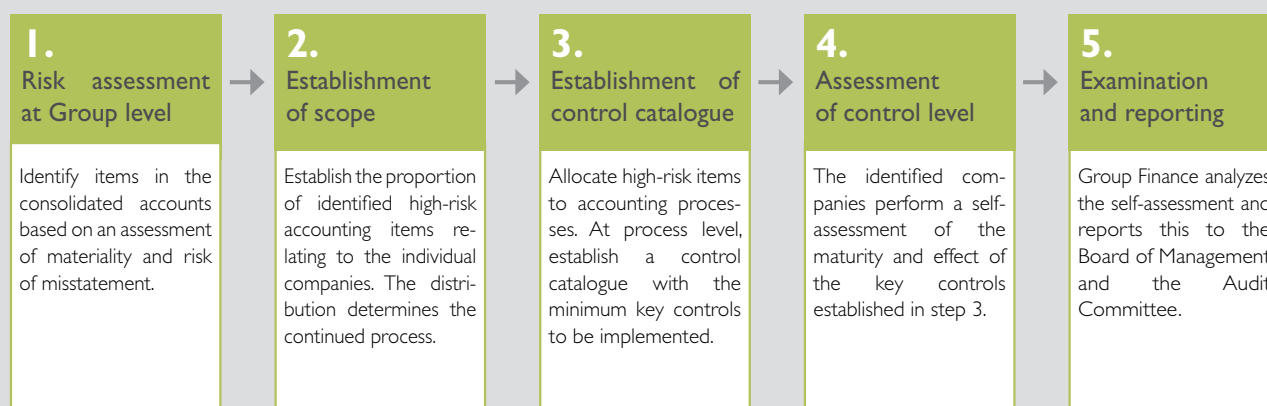 1.
Risk assessment
at Group level
Identify items in the
consolidated accounts
based on an assessment
of materiality and risk
of misstatement.
2.
Establishment
of scope
Establish the proportion
of identified high-risk
accounting items re-
lating to the individual
companies. The distri-
bution determines the
continued process.
3.
Establishment of
control catalogue
Allocate high-risk items
to accounting proces-
ses. At process level,
establish a control
catalogue with the
minimum key controls
to be implemented.
4.
Assessment
of control level
The identified com-
panies perform a self-
assessment of the
maturity and effect of
the key controls
established in step 3.
5.
Examination
and reporting
Group Finance analyzes
the self-assessment and
reports this to the
Board of Management
and the Audit
Committee.